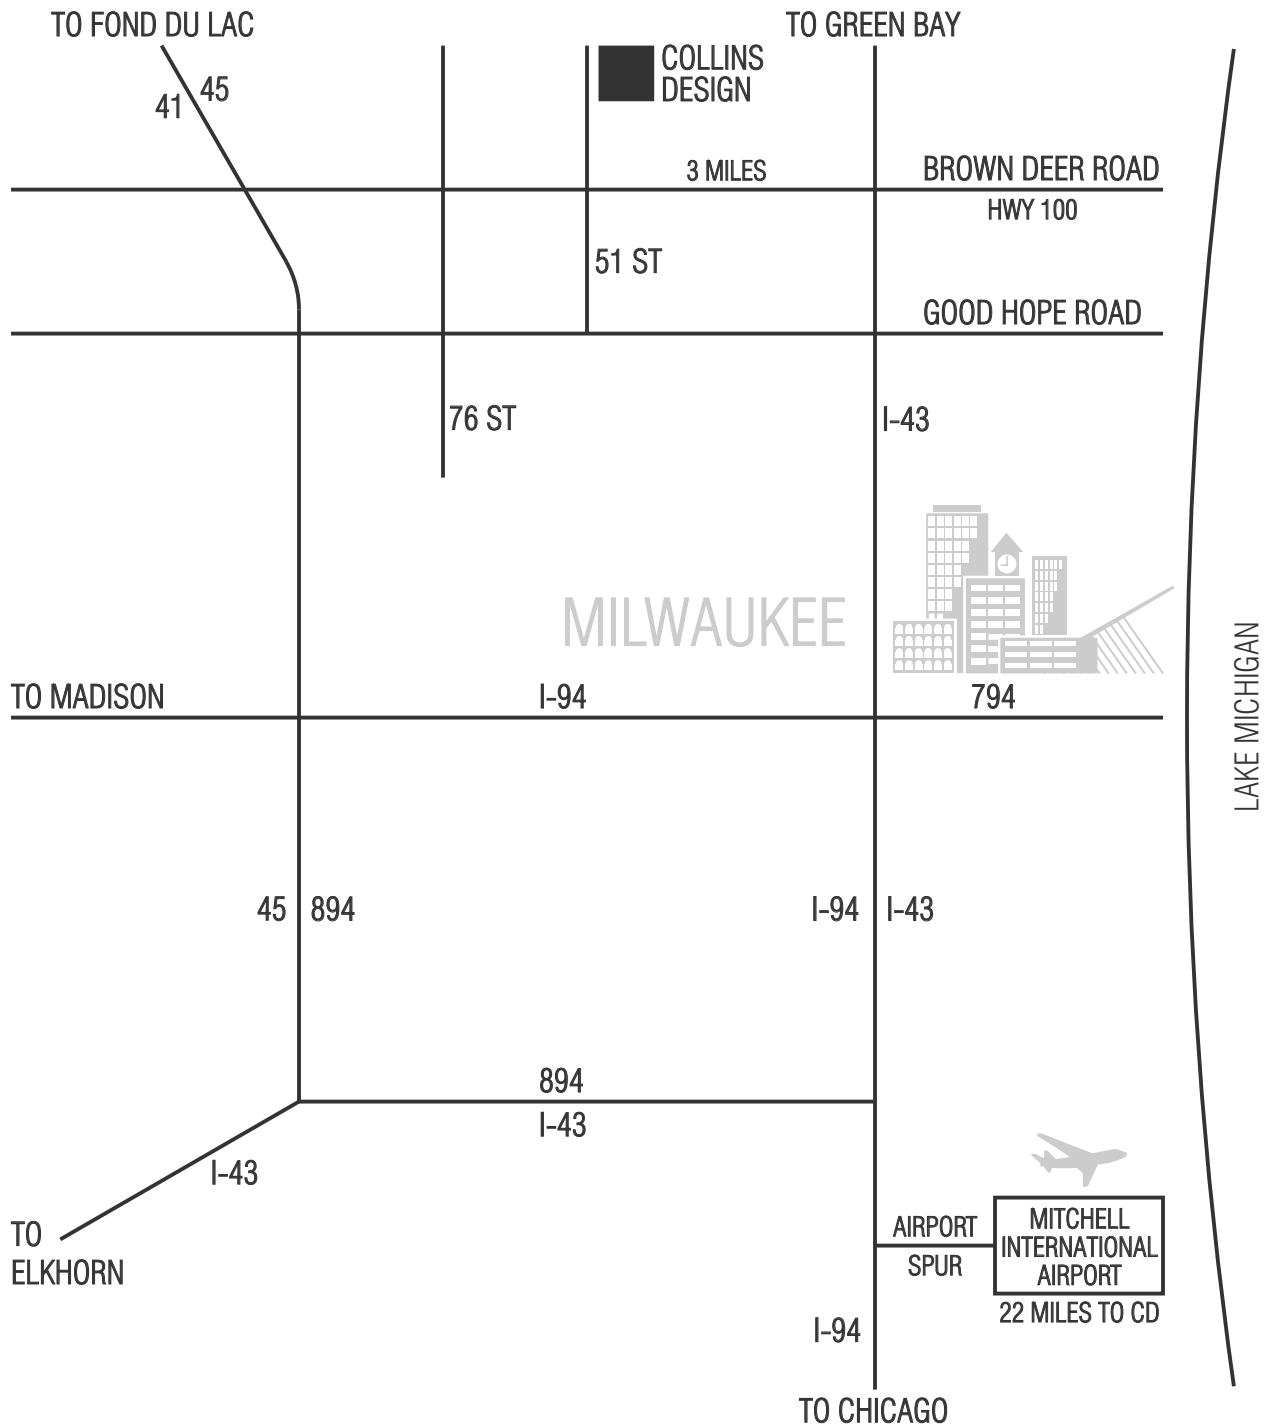 TO FOND DU LAC
TO GREEN BAY
COLLINS
DESIGN
45
41
3 MILES
BROWN DEER ROAD
HWY 100
51 ST
GOOD HOPE ROAD
76 ST
I-43
MILWAUKEE
LAKE MICHIGAN
TO MADISON
I-94
794
45
894
I-94
I-43
894
I-43
I-43
TO
ELKHORN
AIRPORT
SPUR
MITCHELL
INTERNATIONAL
AIRPORT
22 MILES TO CD
I-94
TO CHICAGO